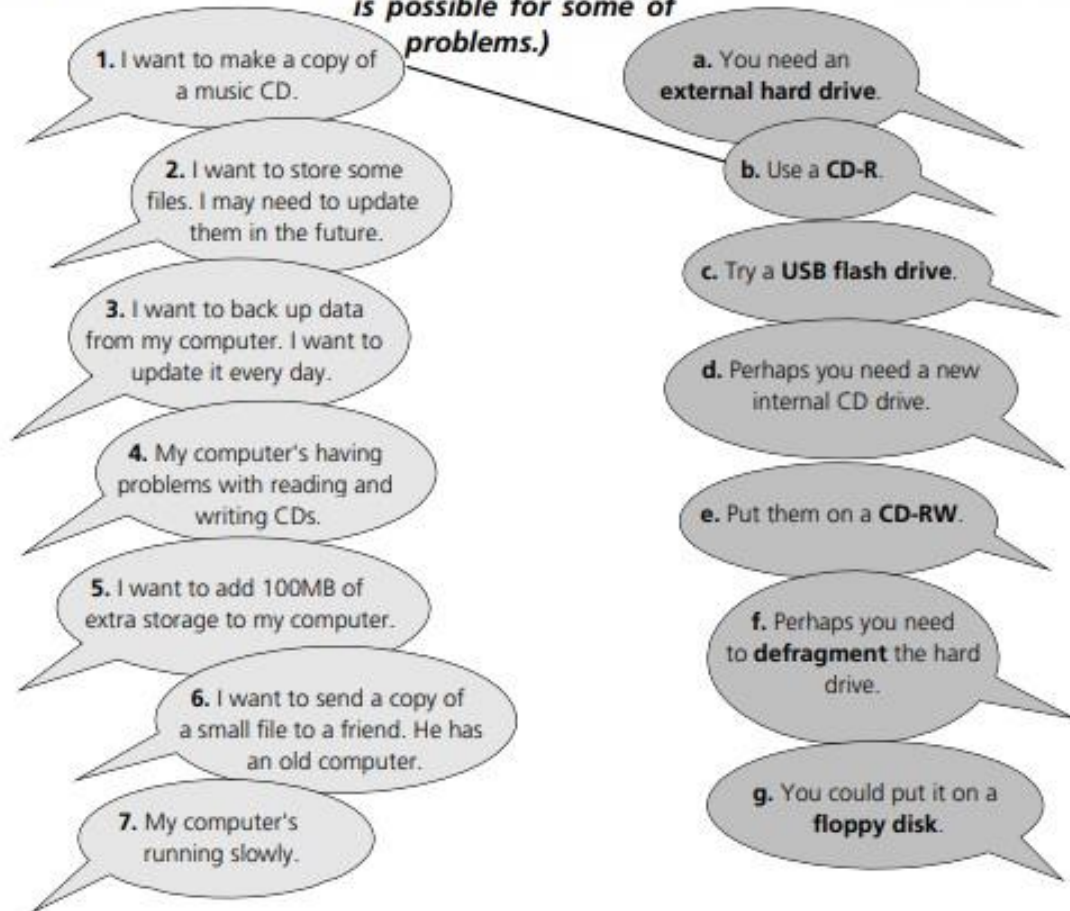 is possible for some of
problems.)
1. I want to make a copy of
a music CD.
2. I want to store some
files. I may need to update
them in the future.
3. I want to back up data
from my computer. I want to
update it every day.
4. My computer's having
problems with reading and
writing CDs.
5. I want to add 100MB of
extra storage to my computer.
6. I want to send a copy of
a small file to a friend. He has
an old computer.
7. My computer's
running slowly.
a. You need an
external hard drive.
b. Use a CD-R.
c. Try a USB flash drive.
d. Perhaps you need a new
internal CD drive.
e. Put them on a CD-RW.
f. Perhaps you need
to defragment the hard
drive.
g. You could put it on a
floppy disk.